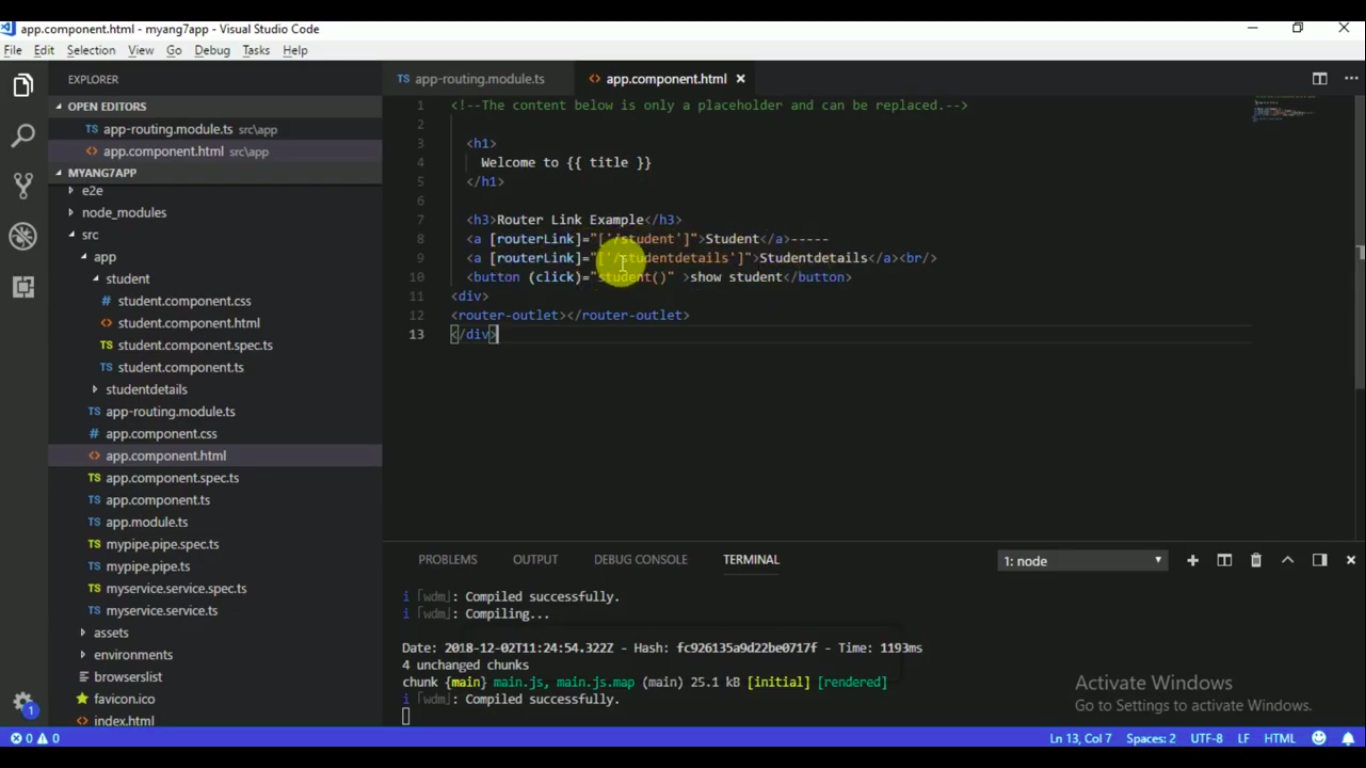 app.component.html - myang7app - Visual Studio Code
File Edit Selection View Go Debug Tasks Help
EXPLORER
OPEN EDITORS
TS app-routing.module.ts src\app
<> app.component.html src\app
MYANG7APP
e2e
node_modules
src
app
student
# student.component.css
<> student.component.html
TS student.component.spec.ts
TS student.component.ts
studentdetails
TS app-routing.module.ts
# app.component.css
<> app.component.html
TS app.component.spec.ts
TS app.component.ts
TS app.module.ts
TS mypipe.pipe.spec.ts
TS mypipe.pipe.ts
TS myservice.service.spec.ts
TS myservice.service.ts
assets
environments
browserslist
favicon.ico
<> index.html
TS app-routing.module.ts
<> app.component.html ×
1 <!--The content below is only a placeholder and can be replaced.-->
2
3 <h1>
4 Welcome to {{ title }}
5 </h1>
6
7 <h3>Router Link Example</h3>
8 <a [routerLink]="['/student']">Student</a>-----
9 <a [routerLink]="['/studentdetails']">Studentdetails</a><br/>
10 <button (click)="student()" >show student</button>
11 <div>
12 <router-outlet></router-outlet>
13 </div>
PROBLEMS OUTPUT DEBUG CONSOLE TERMINAL 1: node
i ｢wdm｣: Compiled successfully.
i ｢wdm｣: Compiling...
Date: 2018-12-02T11:24:54.322Z - Hash: fc926135a9d22be0717f - Time: 1193ms
4 unchanged chunks
chunk {main} main.js, main.js.map (main) 25.1 kB [initial] [rendered]
i ｢wdm｣: Compiled successfully.
Activate Windows
Go to Settings to activate Windows.
1
0 0 Ln 13, Col 7 Spaces: 2 UTF-8 LF HTML